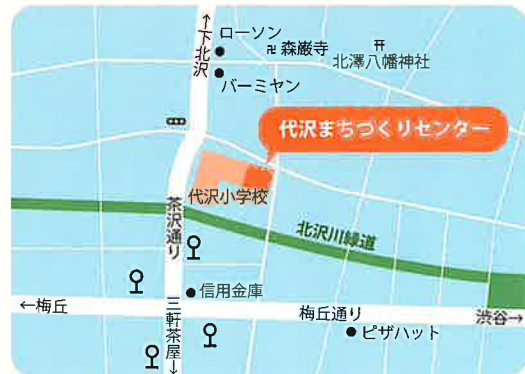 ←下北沢
ローソン
卍森巌寺
北澤八幡神社
バーミヤン
代沢まちづくりセンター
代沢小学校
茶沢通り
北沢川緑道
信用金庫
←梅丘
三軒茶屋→
梅丘通り
渋谷→
ピザハット